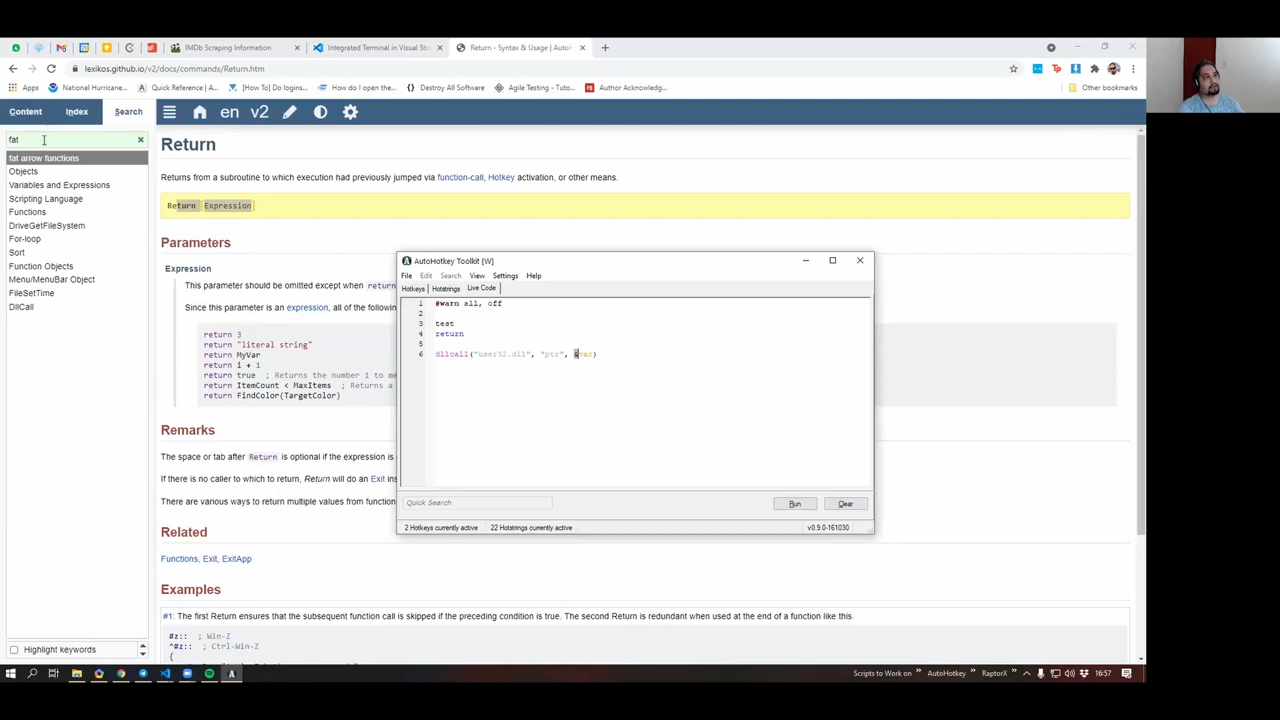 IMDb Scraping Information
Integrated Terminal in Visual Stu
Return - Syntax & Usage | AutoH
lexikos.github.io/v2/docs/commands/Return.htm
Apps
National Hurricane...
Quick Reference | A...
[How To] Do logins...
How do I open the...
Destroy All Software
Agile Testing - Tut...
Author Acknowledg...
Other bookmarks
Content
Index
Search
en
v2
fat
fat arrow functions
Objects
Variables and Expressions
Scripting Language
Functions
DriveGetFileSystem
For-loop
Sort
Function Objects
Menu/MenuBar Object
FileSetTime
DllCall
Highlight keywords
Return
Returns from a subroutine to which execution had previously jumped via function-call, Hotkey activation, or other means.
Return [Expression]
Parameters
Expression
This parameter should be omitted except when return
Since this parameter is an expression, all of the followin
return 3
return "literal string"
return MyVar
return i + 1
return true ; Returns the number 1 to me
return ItemCount < MaxItems ; Returns a
return FindColor(TargetColor)
Remarks
The space or tab after Return is optional if the expression is
If there is no caller to which to return, Return will do an Exit ins
There are various ways to return multiple values from function
Related
Functions, Exit, ExitApp
Examples
#1: The first Return ensures that the subsequent function call is skipped if the preceding condition is true. The second Return is redundant when used at the end of a function like this.
#z:: ; Win-Z
^#z:: ; Ctrl-Win-Z
{
AutoHotkey Toolkit [W]
File Edit Search View Settings Help
Hotkeys Hotstrings Live Code
1 #warn all, off
2
3 test
4 return
5
6 dllcall("user32.dll", "ptr", &var)
Quick Search
Run
Clear
2 Hotkeys currently active
22 Hotstrings currently active
v0.9.0-161030
Scripts to Work on »
AutoHotkey »
RaptorX »
16:57